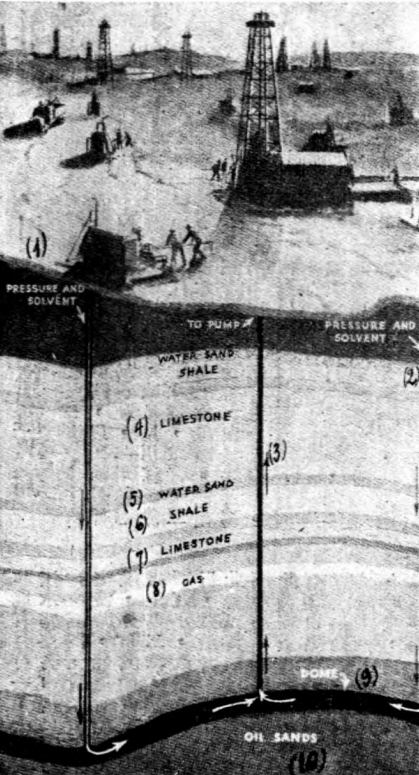 (1)
PRESSURE AND
SOLVENT
TO PUMP
PRESSURE AND
SOLVENT
(2)
WATER SAND
SHALE
(4) LIMESTONE
(3)
(5) WATER SAND
(6) SHALE
(7) LIMESTONE
(8) GAS
DOME (9)
OIL SANDS
(10)